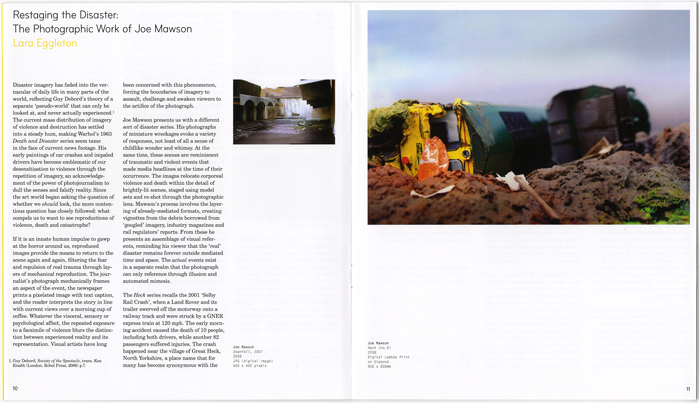 Restaging the Disaster:
The Photographic Work of Joe Mawson
Lara Eggleton
Disaster imagery has faded into the ver-
nacular of daily life in many parts of the
world, reflecting Guy Debord's theory of a
separate 'pseudo-world' that can only be
looked at, and never actually experienced.¹
The current mass distribution of imagery
of violence and destruction has settled
into a steady hum, making Warhol's 1963
Death and Disaster series seem tame
in the face of current news footage. His
early paintings of car crashes and impaled
drivers have become emblematic of our
desensitisation to violence through the
repetition of imagery, an acknowledge-
ment of the power of photojournalism to
dull the senses and falsify reality. Since
the art world began asking the question of
whether we should look, the more conten-
tious question has closely followed: what
compels us to want to see reproductions of
violence, death and catastrophe?
If it is an innate human impulse to gawp
at the horror around us, reproduced
images provide the means to return to the
scene again and again, filtering the fear
and repulsion of real trauma through lay-
ers of mechanical reproduction. The jour-
nalist's photograph mechanically frames
an aspect of the event, the newspaper
prints a pixelated image with text caption,
and the reader interprets the story in line
with current views over a morning cup of
coffee. Whatever the visceral, sensory or
psychological affect, the repeated exposure
to a facsimile of violence blurs the distinc-
tion between experienced reality and its
representation. Visual artists have long
1. Guy Debord, Society of the Spectacle, trans. Ken
Knabb (London: Rebel Press, 2006) p.7.
10
been concerned with this phenomenon,
forcing the boundaries of imagery to
assault, challenge and awaken viewers to
the artifice of the photograph.
Joe Mawson presents us with a different
sort of disaster series. His photographs
of miniature wreckages evoke a variety
of responses, not least of all a sense of
childlike wonder and whimsy. At the
same time, these scenes are reminiscent
of traumatic and violent events that
made media headlines at the time of their
occurrence. The images relocate corporeal
violence and death within the detail of
brightly-lit scenes, staged using model
sets and re-shot through the photographic
lens. Mawson's process involves the layer-
ing of already-mediated formats, creating
vignettes from the debris borrowed from
'googled' imagery, industry magazines and
rail regulators' reports. From these he
presents an assemblage of visual refer-
ents, reminding his viewer that the 'real'
disaster remains forever outside mediated
time and space. The actual events exist
in a separate realm that the photograph
can only reference through illusion and
automated mimesis.
The Heck series recalls the 2001 'Selby
Rail Crash', when a Land Rover and its
trailer swerved off the motorway onto a
railway track and were struck by a GNER
express train at 120 mph. The early morn-
ing accident caused the death of 10 people,
including both drivers, while another 82
passengers suffered injuries. The crash
happened near the village of Great Heck,
North Yorkshire, a place name that for
many has become synonymous with the
Joe Mawson
Downfall, 2007
2008
JPG (digital image)
600 x 400 pixels
Joe Mawson
Heck (no.5)
2008
Digital Lambda Print
on Dibond
900 x 600mm
11